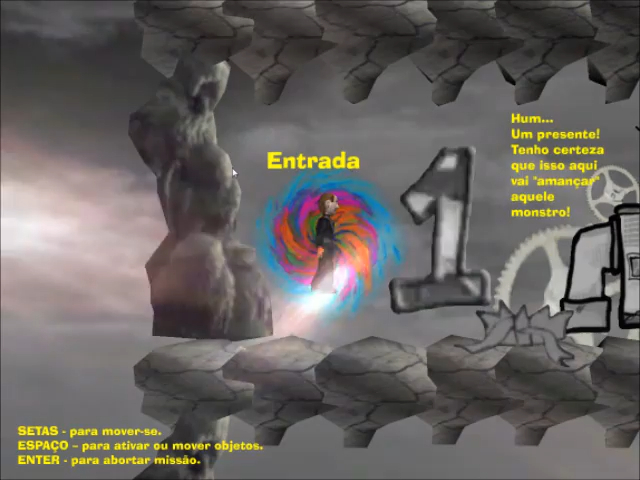 Hum...
Um presente!
Tenho certeza
que isso aqui
vai "amançar"
aquele
monstro!
Entrada
1
SETAS - para mover-se.
ESPAÇO - para ativar ou mover objetos.
ENTER - para abortar missão.